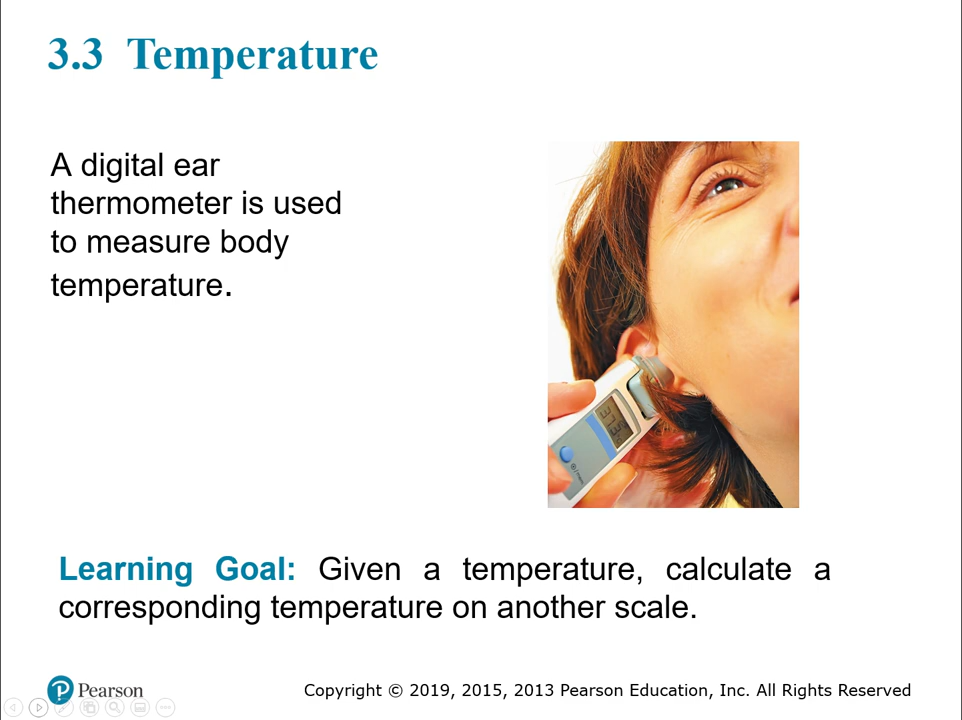 3.3 Temperature
A digital ear
thermometer is used
to measure body
temperature.
Learning Goal: Given a temperature, calculate a
corresponding temperature on another scale.
Pearson
Copyright © 2019, 2015, 2013 Pearson Education, Inc. All Rights Reserved